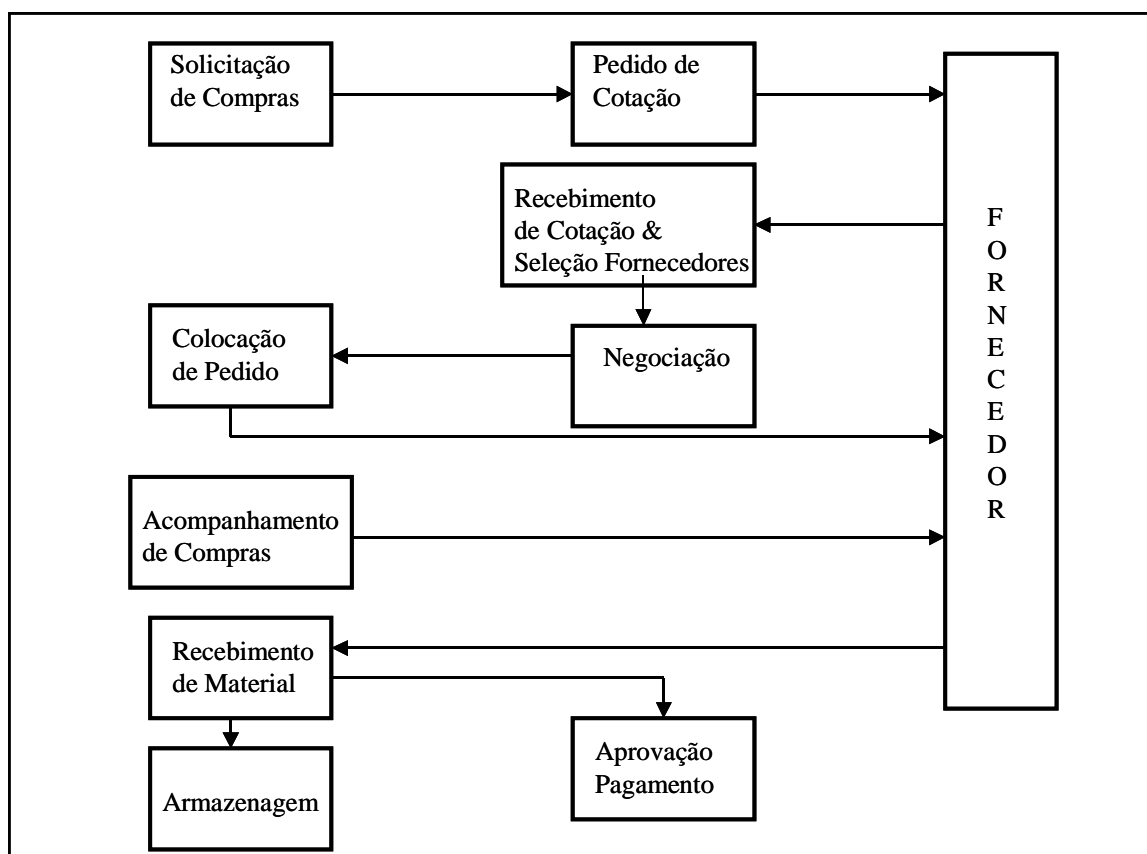 Solicitação
de Compras
Pedido de
Cotação
Recebimento
de Cotação &
Seleção Fornecedores
Colocação
de Pedido
Negociação
Acompanhamento
de Compras
Recebimento
de Material
Armazenagem
Aprovação
Pagamento
F
O
R
N
E
C
E
D
O
R